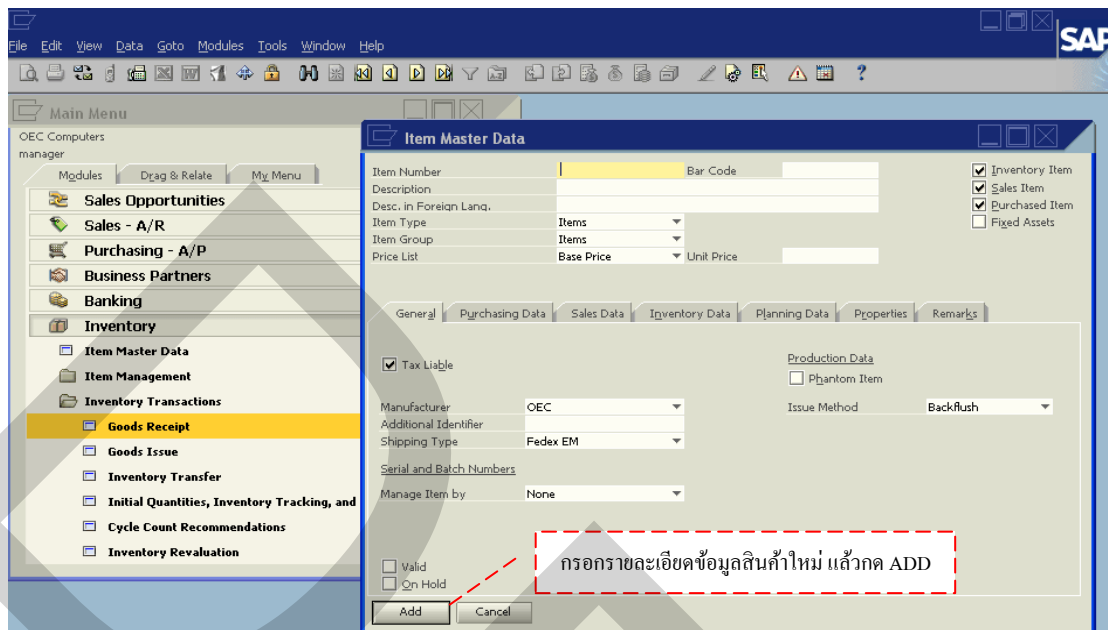 SAP
File Edit View Data Goto Modules Tools Window Help
Main Menu
OEC Computers
manager
Modules Drag & Relate My Menu
Sales Opportunities
Sales - A/R
Purchasing - A/P
Business Partners
Banking
Inventory
Item Master Data
Item Management
Inventory Transactions
Goods Receipt
Goods Issue
Inventory Transfer
Initial Quantities, Inventory Tracking, and
Cycle Count Recommendations
Inventory Revaluation
Item Master Data
Item Number Bar Code Inventory Item
Description Sales Item
Desc. in Foreign Lang. Purchased Item
Item Type Items Fixed Assets
Item Group Items
Price List Base Price Unit Price
General Purchasing Data Sales Data Inventory Data Planning Data Properties Remarks
Tax Liable Production Data
Phantom Item
Manufacturer OEC Issue Method Backflush
Additional Identifier
Shipping Type Fedex EM
Serial and Batch Numbers
Manage Item by None
กรอกรายละเอียดข้อมูลสินค้าใหม่ แล้วกด ADD
Valid
On Hold
Add Cancel